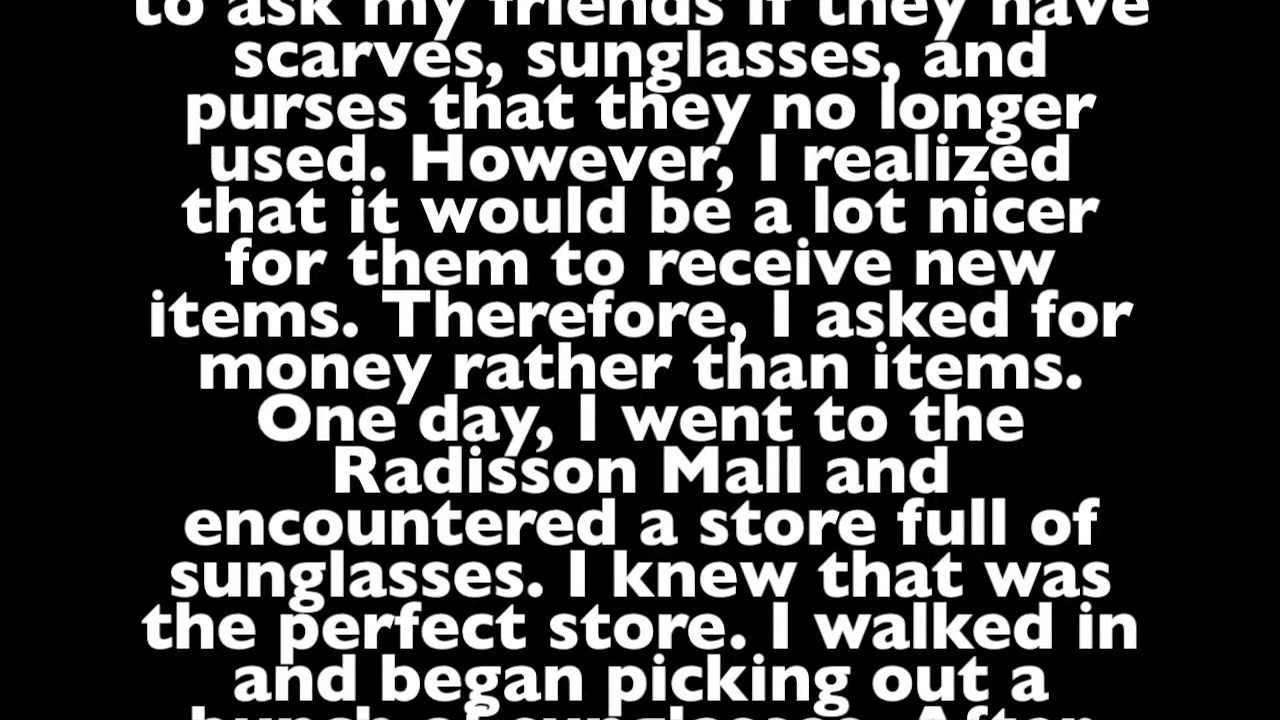 to ask my friends if they have
scarves, sunglasses, and
purses that they no longer
used. However, I realized
that it would be a lot nicer
for them to receive new
items. Therefore, I asked for
money rather than items.
One day, I went to the
Radisson Mall and
encountered a store full of
sunglasses. I knew that was
the perfect store. I walked in
and began picking out a
bunch of sunglasses. After